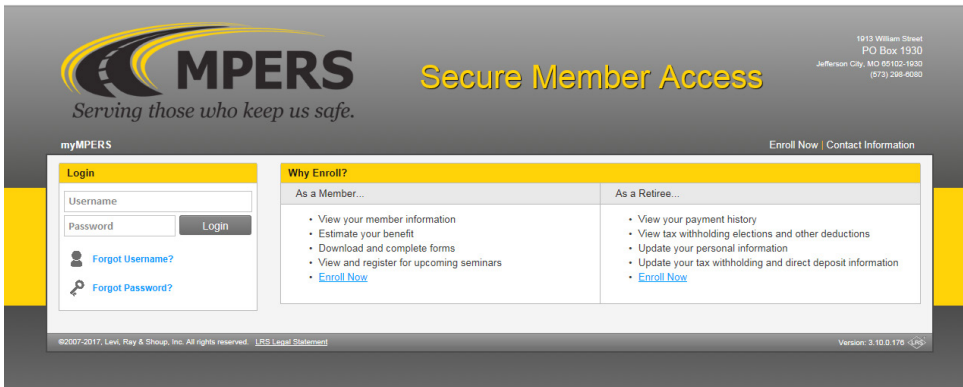 MPERS
Serving those who keep us safe.
Secure Member Access
1913 William Street
PO Box 1930
Jefferson City, MO 65102-1930
(573) 298-6080
myMPERS
Enroll Now | Contact Information
Login
Username
Password
Login
Forgot Username?
Forgot Password?
Why Enroll?
As a Member...
• View your member information
• Estimate your benefit
• Download and complete forms
• View and register for upcoming seminars
• Enroll Now
As a Retiree...
• View your payment history
• View tax withholding elections and other deductions
• Update your personal information
• Update your tax withholding and direct deposit information
• Enroll Now
©2007-2017, Levi, Ray & Shoup, Inc. All rights reserved. LRS Legal Statement
Version: 3.10.0.176 LRS